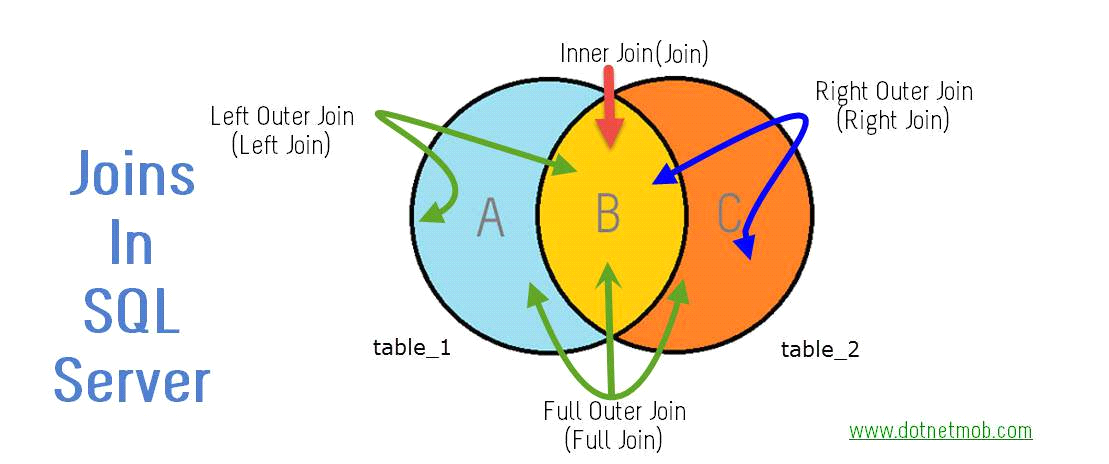 Joins
In
SQL
Server
Inner Join(Join)
Left Outer Join
(Left Join)
Right Outer Join
(Right Join)
A
B
C
table_1
table_2
Full Outer Join
(Full Join)
www.dotnetmob.com